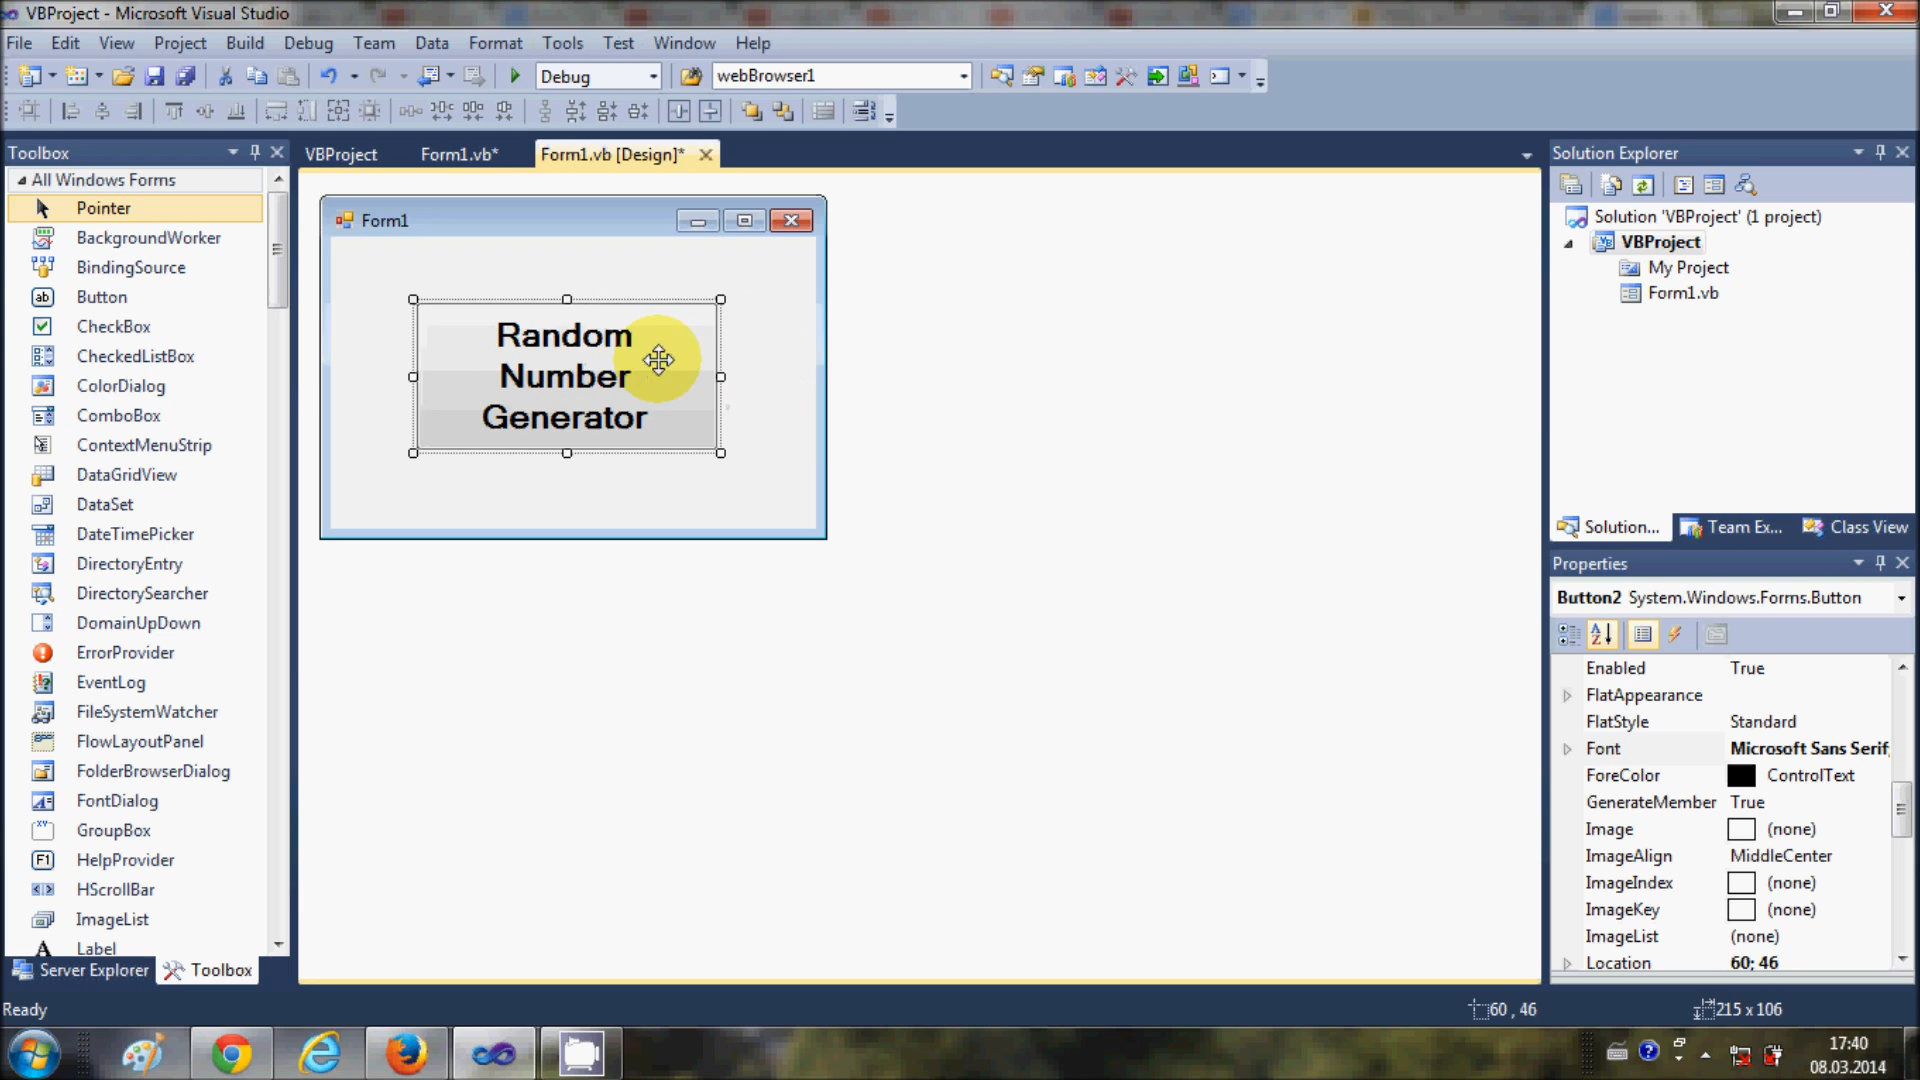 VBProject - Microsoft Visual Studio
File Edit View Project Build Debug Team Data Format Tools Test Window Help
Debug webBrowser1
Toolbox
All Windows Forms
Pointer
BackgroundWorker
BindingSource
Button
CheckBox
CheckedListBox
ColorDialog
ComboBox
ContextMenuStrip
DataGridView
DataSet
DateTimePicker
DirectoryEntry
DirectorySearcher
DomainUpDown
ErrorProvider
EventLog
FileSystemWatcher
FlowLayoutPanel
FolderBrowserDialog
FontDialog
GroupBox
HelpProvider
HScrollBar
ImageList
Label
Server Explorer Toolbox
VBProject Form1.vb* Form1.vb [Design]*
Form1
Random
Number
Generator
Solution Explorer
Solution 'VBProject' (1 project)
VBProject
My Project
Form1.vb
Solution... Team Ex... Class View
Properties
Button2 System.Windows.Forms.Button
Enabled True
FlatAppearance
FlatStyle Standard
Font Microsoft Sans Serif,
ForeColor ControlText
GenerateMember True
Image (none)
ImageAlign MiddleCenter
ImageIndex (none)
ImageKey (none)
ImageList (none)
Location 60; 46
Ready 60 , 46 215 x 106
17:40
08.03.2014